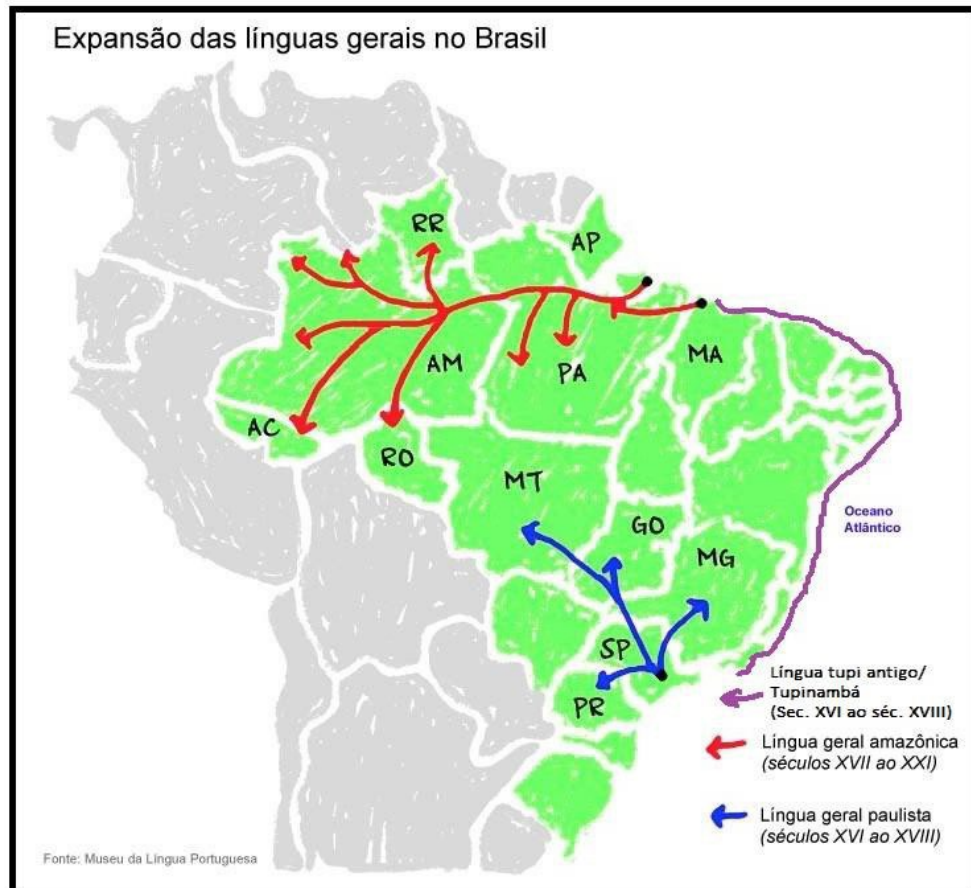 Expansão das línguas gerais no Brasil
RR
AP
AM
PA
MA
AC
RO
MT
GO
MG
Oceano
Atlântico
SP
PR
Língua tupi antigo/
Tupinambá
(Sec. XVI ao séc. XVIII)
Língua geral amazônica
(séculos XVII ao XXI)
Língua geral paulista
(séculos XVI ao XVIII)
Fonte: Museu da Língua Portuguesa